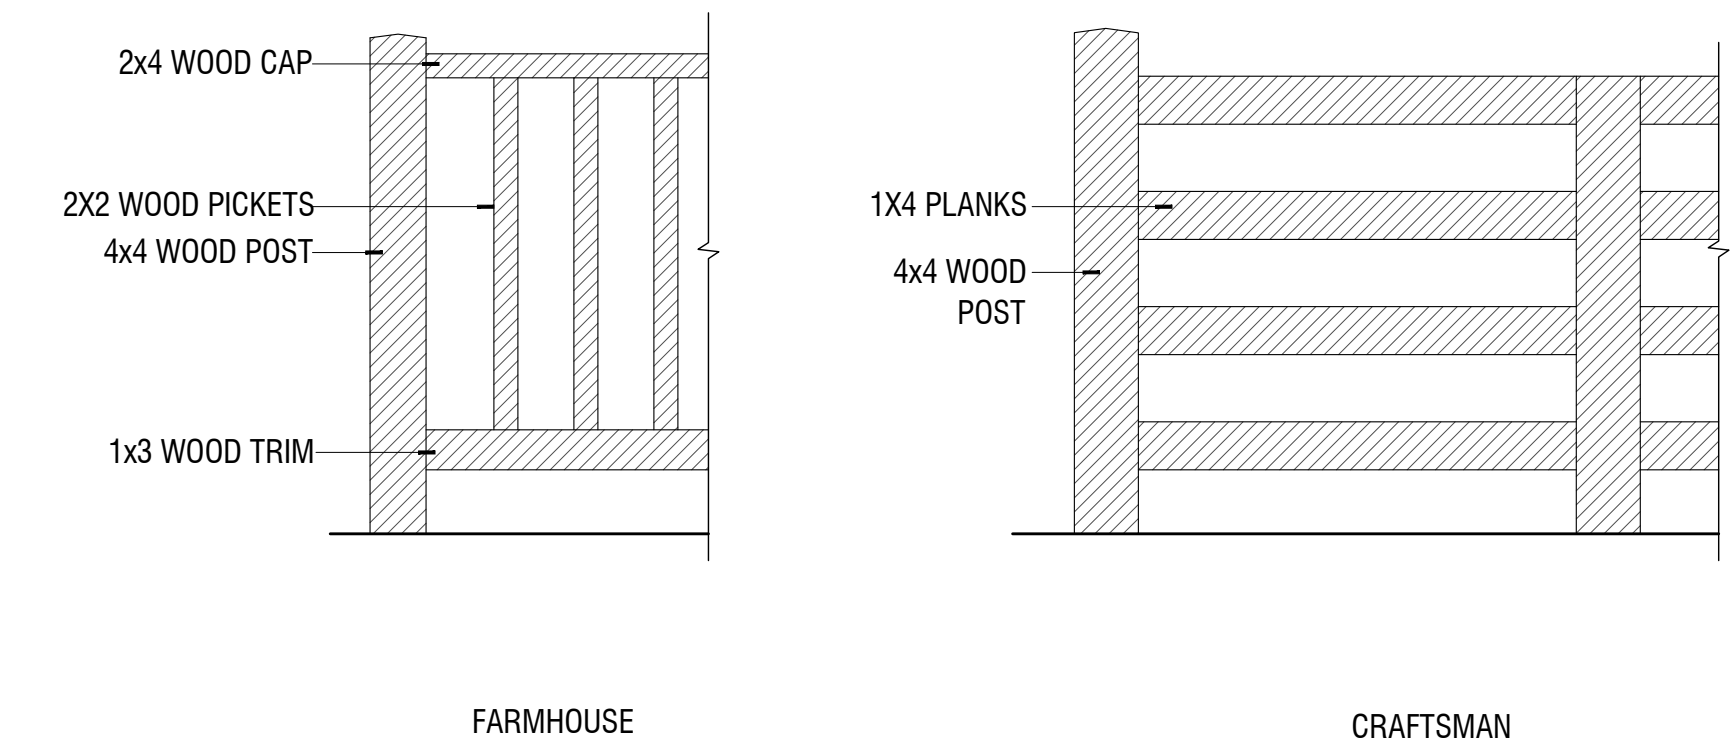 2x4 WOOD CAP
2X2 WOOD PICKETS
4x4 WOOD POST
1x3 WOOD TRIM
FARMHOUSE
1X4 PLANKS
4x4 WOOD
POST
CRAFTSMAN